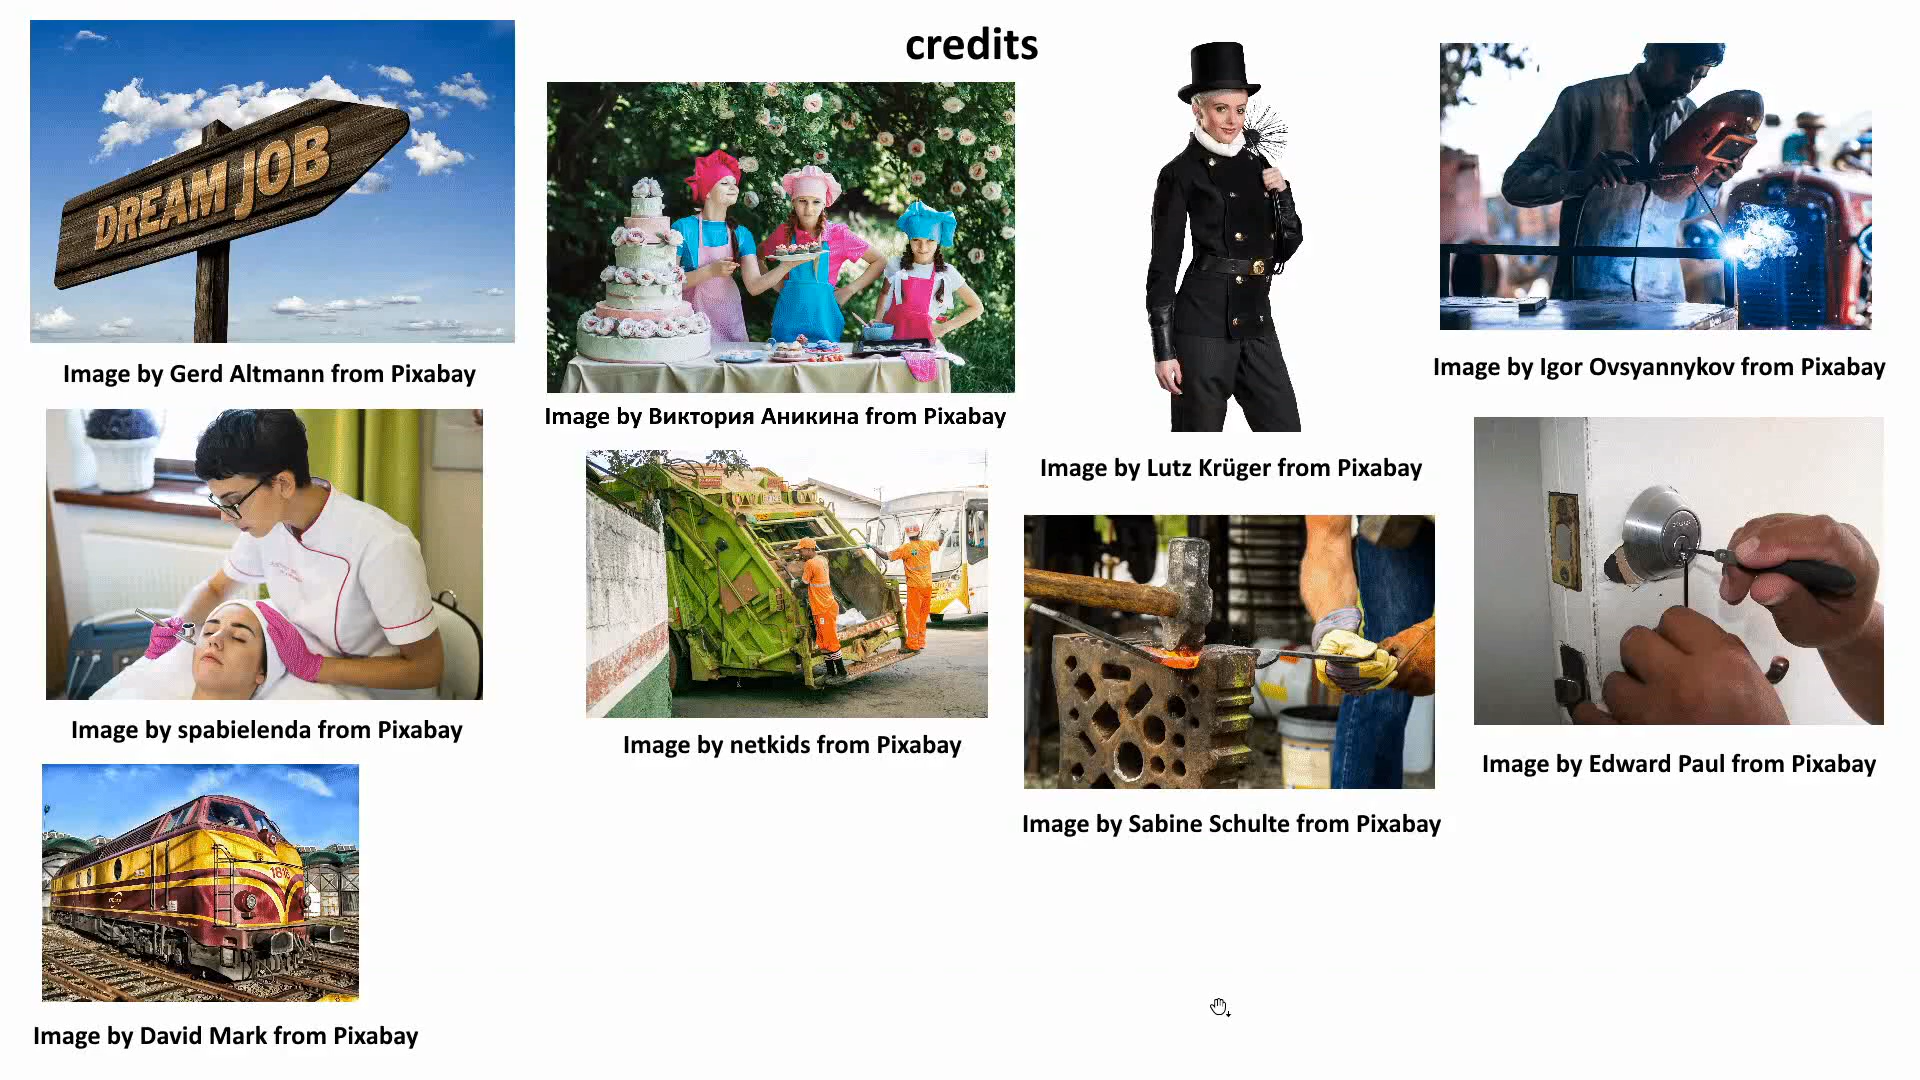 credits
DREAM JOB
Image by Gerd Altmann from Pixabay
Image by Виктория Аникина from Pixabay
Image by Lutz Krüger from Pixabay
Image by Igor Ovsyannykov from Pixabay
Image by spabielenda from Pixabay
Image by netkids from Pixabay
Image by Sabine Schulte from Pixabay
Image by Edward Paul from Pixabay
Image by David Mark from Pixabay